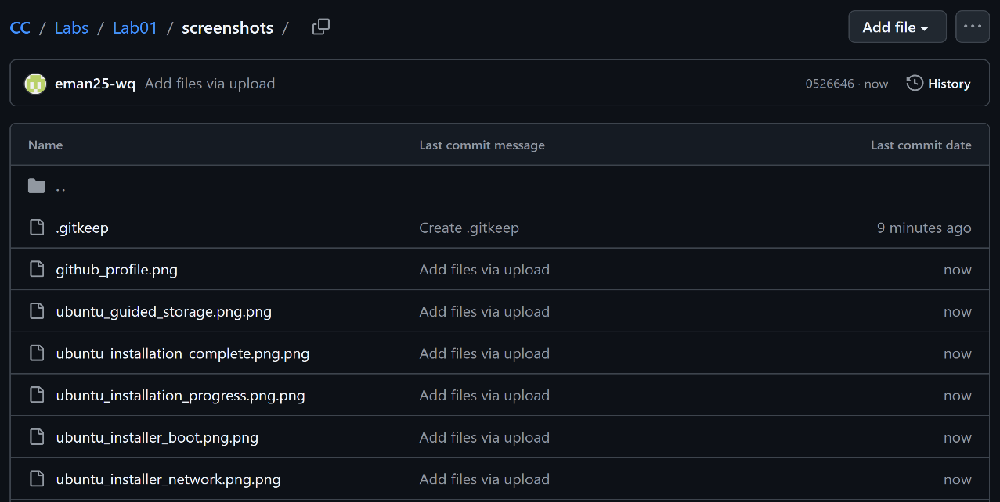 CC / Labs / Lab01 / screenshots / Add file ...
eman25-wq Add files via upload 0526646 · now History
Name Last commit message Last commit date
..
.gitkeep Create .gitkeep 9 minutes ago
github_profile.png Add files via upload now
ubuntu_guided_storage.png.png Add files via upload now
ubuntu_installation_complete.png.png Add files via upload now
ubuntu_installation_progress.png.png Add files via upload now
ubuntu_installer_boot.png.png Add files via upload now
ubuntu_installer_network.png.png Add files via upload now